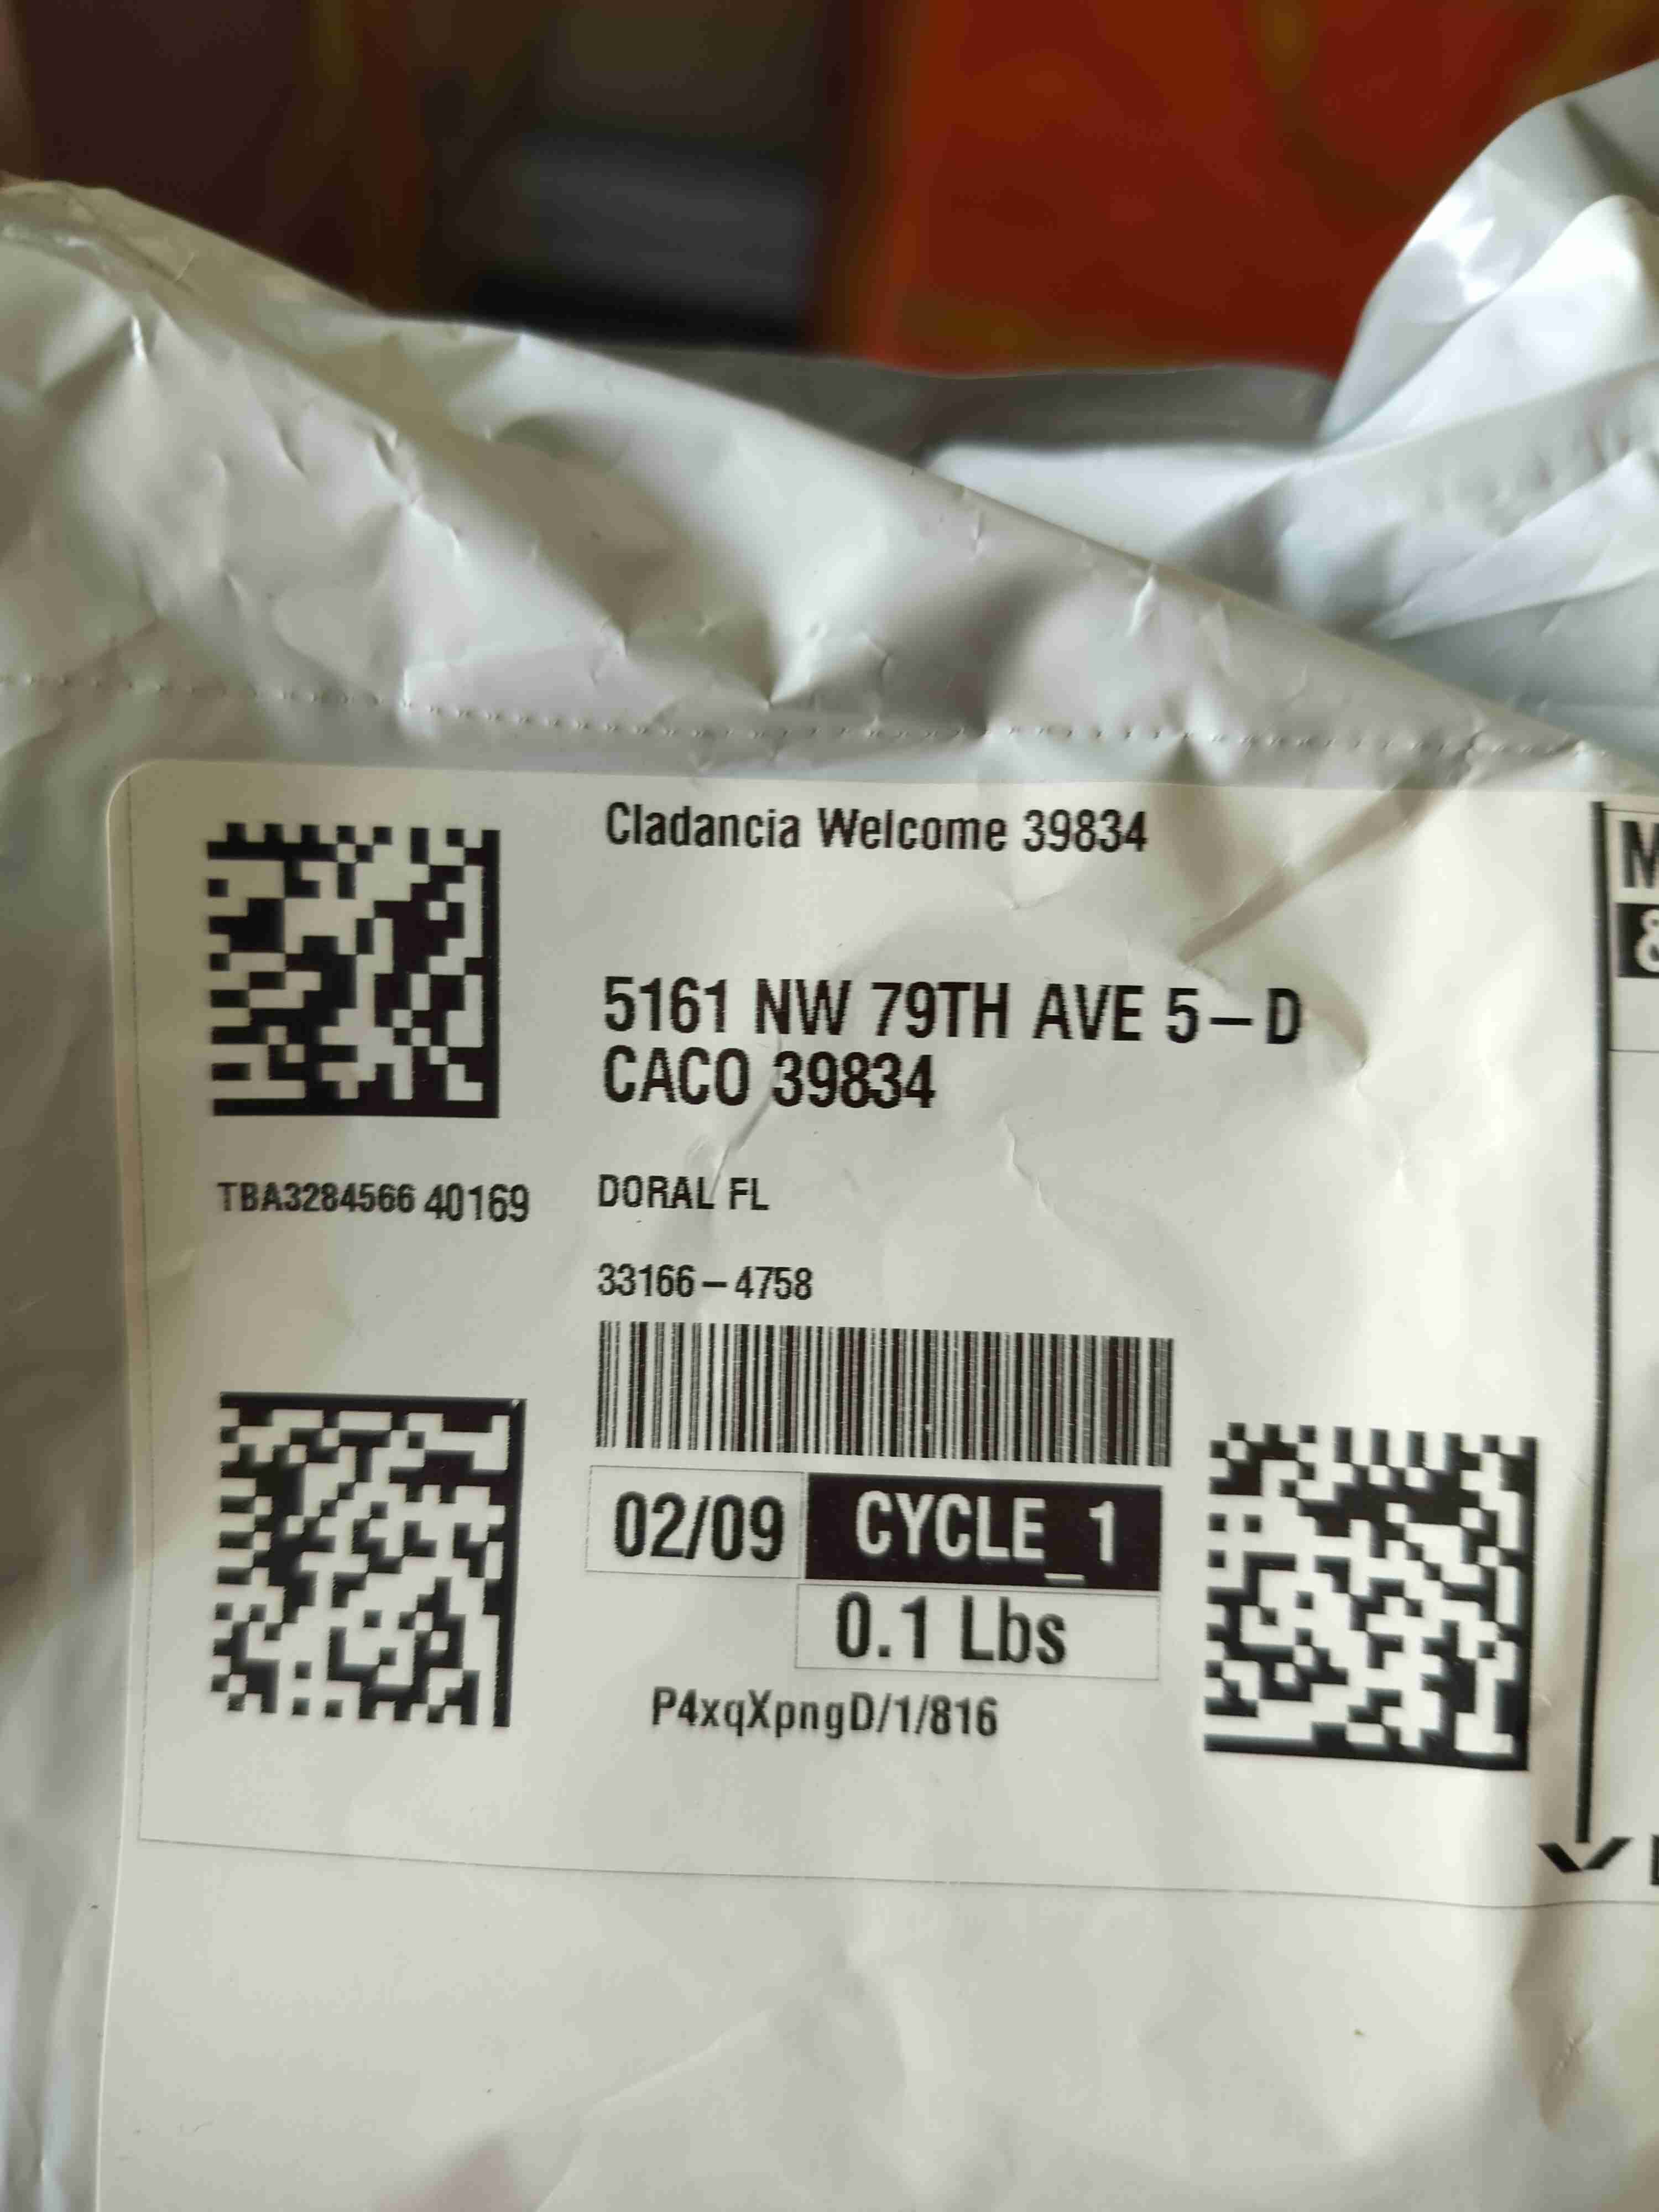 Cladancia Welcome 39834
5161 NW 79TH AVE 5-D
CACO 39834
TBA3284566 40169
DORAL FL
33166-4758
02/09 CYCLE_1
0.1 Lbs
P4xqXpngD/1/816
M
&